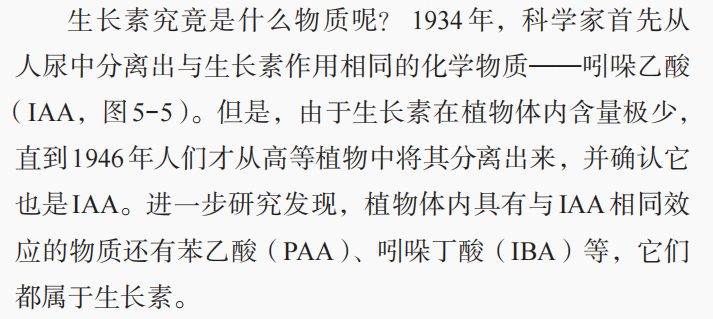 生长素究竟是什么物质呢？1934年，科学家首先从
人尿中分离出与生长素作用相同的化学物质——吲哚乙酸
（IAA，图5-5）。但是，由于生长素在植物体内含量极少，
直到1946年人们才从高等植物中将其分离出来，并确认它
也是IAA。进一步研究发现，植物体内具有与IAA相同效
应的物质还有苯乙酸（PAA）、吲哚丁酸（IBA）等，它们
都属于生长素。